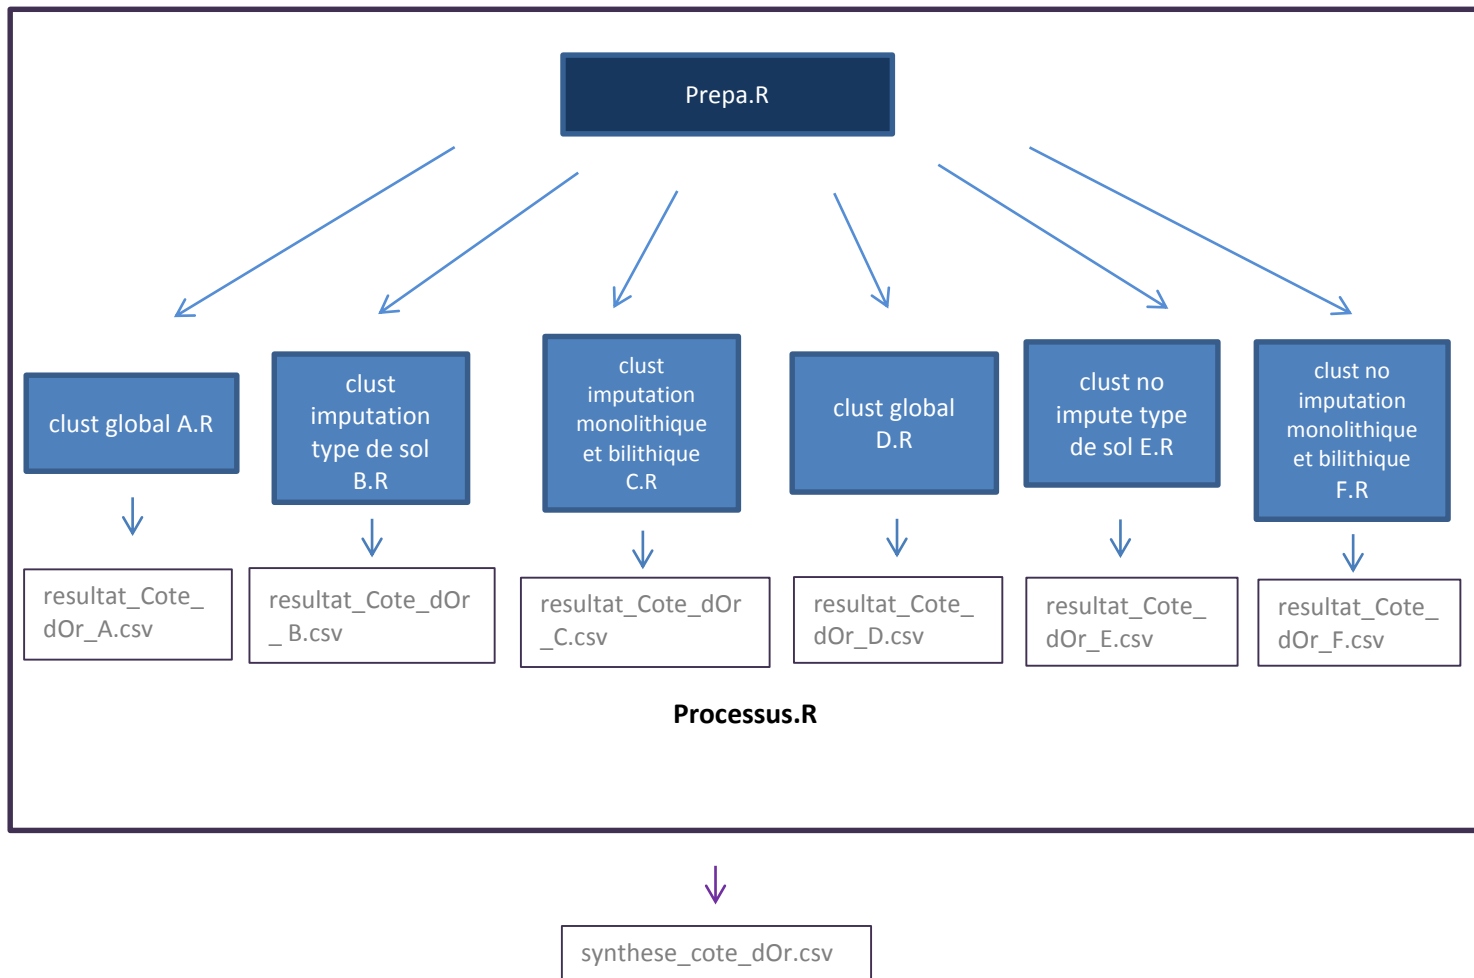 Prepa.R
clust global A.R
clust
imputation
type de sol
B.R
clust
imputation
monolithique
et bilithique
C.R
clust global
D.R
clust no
impute type
de sol E.R
clust no
imputation
monolithique
et bilithique
F.R
resultat_Cote_
dOr_A.csv
resultat_Cote_dOr
_ B.csv
resultat_Cote_dOr
_C.csv
resultat_Cote_
dOr_D.csv
resultat_Cote_
dOr_E.csv
resultat_Cote_
dOr_F.csv
Processus.R
synthese_cote_dOr.csv